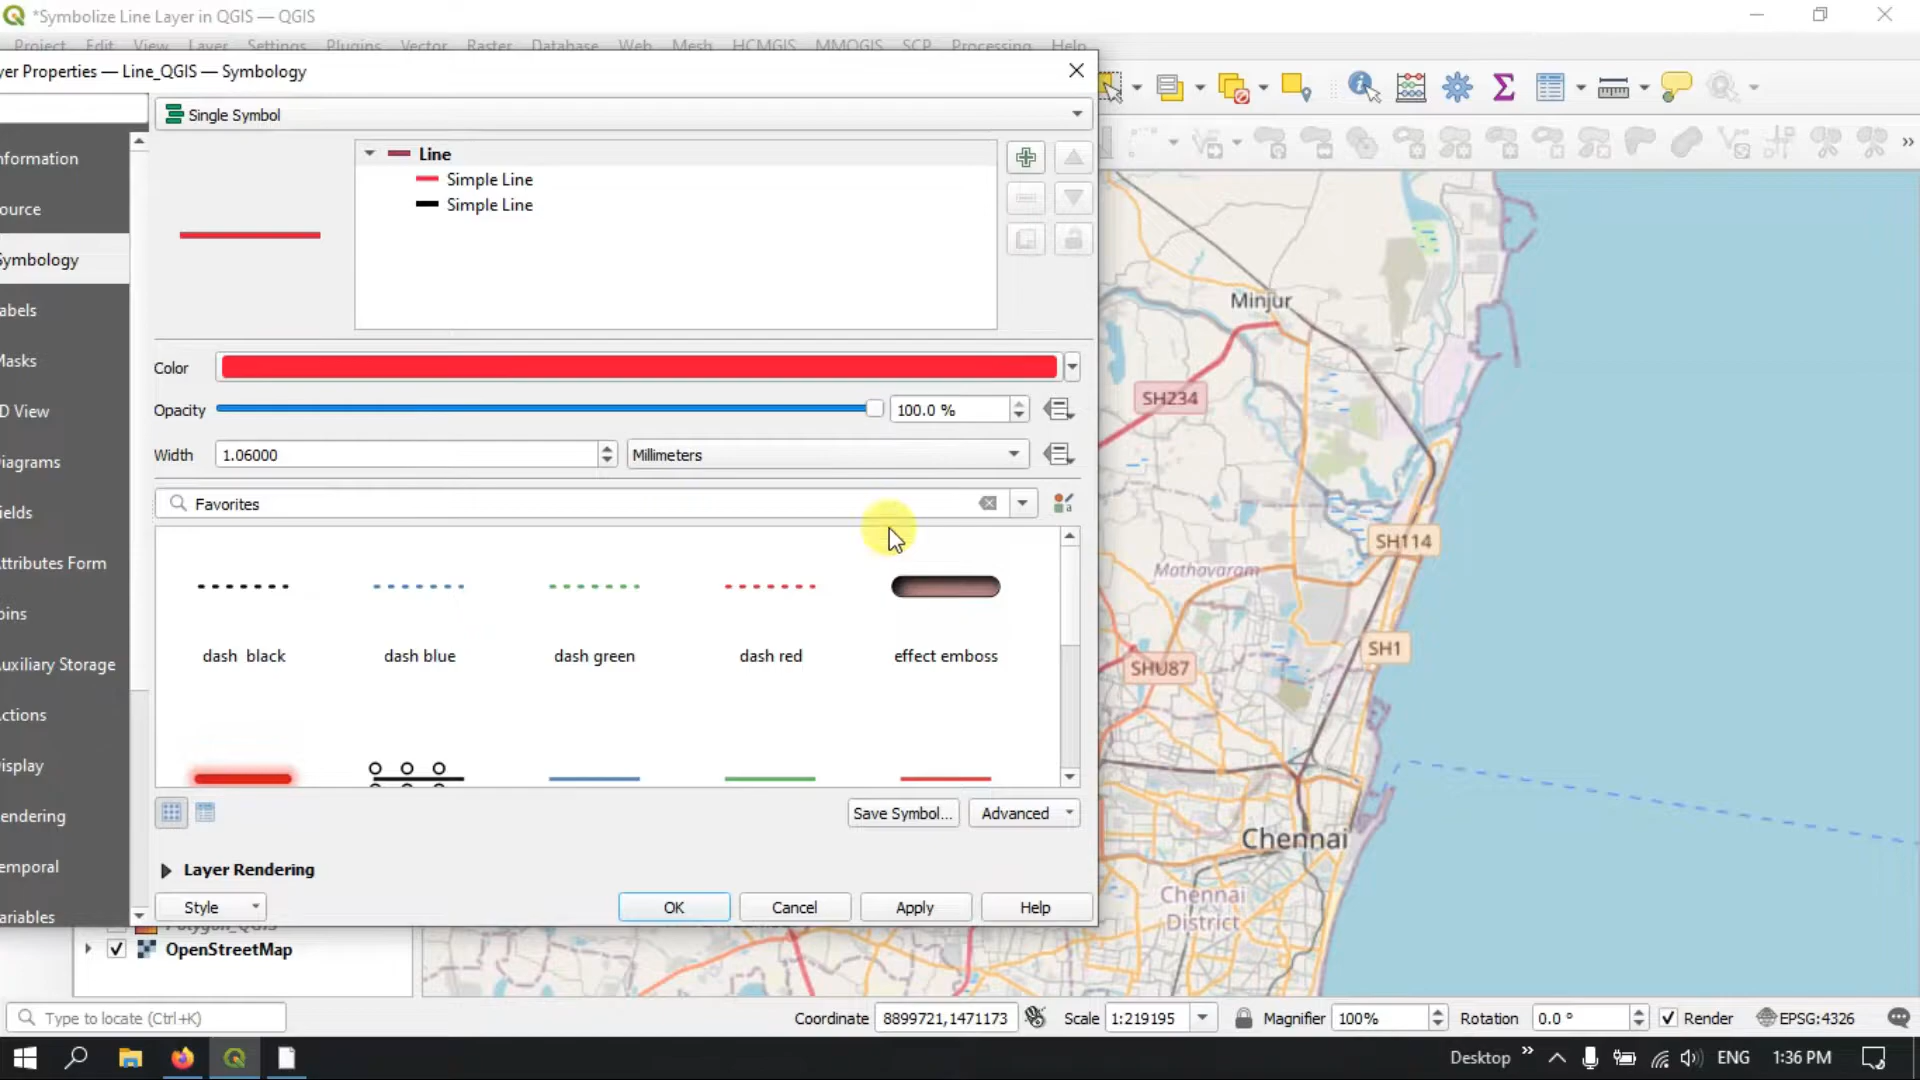 *Symbolize Line Layer in QGIS — QGIS
Project Edit View Layer Settings Plugins Vector Raster Database Web Mesh HCMGIS MMQGIS SCP Processing Help
yer Properties — Line_QGIS — Symbology
Single Symbol
nformation
ource
Symbology
abels
Masks
D View
iagrams
ields
ttributes Form
oins
uxiliary Storage
ctions
isplay
endering
emporal
ariables
Line
Simple Line
Simple Line
Color
Opacity 100.0 %
Width 1.06000 Millimeters
Favorites
dash black dash blue dash green dash red effect emboss
Save Symbol... Advanced
Layer Rendering
Style OK Cancel Apply Help
Polygon_QGIS
OpenStreetMap
Minjur
SH234
SH114
Mathavaram
SH1
SHU87
Chennai
Chennai
District
Type to locate (Ctrl+K) Coordinate 8899721,1471173 Scale 1:219195 Magnifier 100% Rotation 0.0 ° Render EPSG:4326
Desktop » ENG 1:36 PM